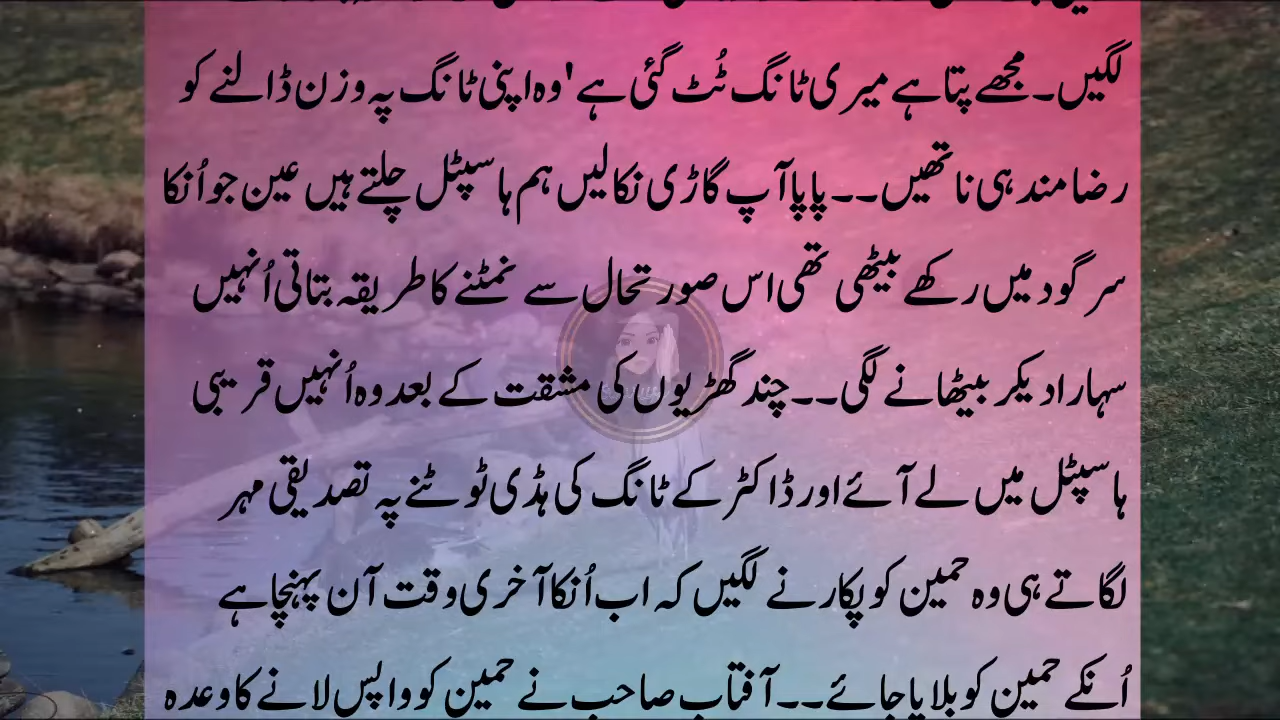 لگیں۔مجھے پتا ہے میری ٹانگ ٹُٹ گئی ہے 'وہ اپنی ٹانگ پہ وزن ڈالنے کو
رضامند ہی نا تھیں۔۔پاپا آپ گاڑی نکالیں ہم ہاسپٹل چلتے ہیں عین جو اُنکا
سر گود میں رکھے بیٹھی تھی اس صورتحال سے نمٹنے کا طریقہ بتاتی اُنہیں
سہارا دیکر بیٹھانے لگی۔۔چند گھڑیوں کی مشقت کے بعد وہ اُنہیں قریبی
ہاسپٹل میں لے آئے اور ڈاکٹر کے ٹانگ کی ہڈی ٹوٹنے پہ تصدیقی مہر
لگاتے ہی وہ حمین کو پکارنے لگیں کہ اب اُنکا آخری وقت آن پہنچا ہے
اُنکے حمین کو بلایا جائے۔۔آفتاب صاحب نے حمین کو واپس لانے کا وعدہ